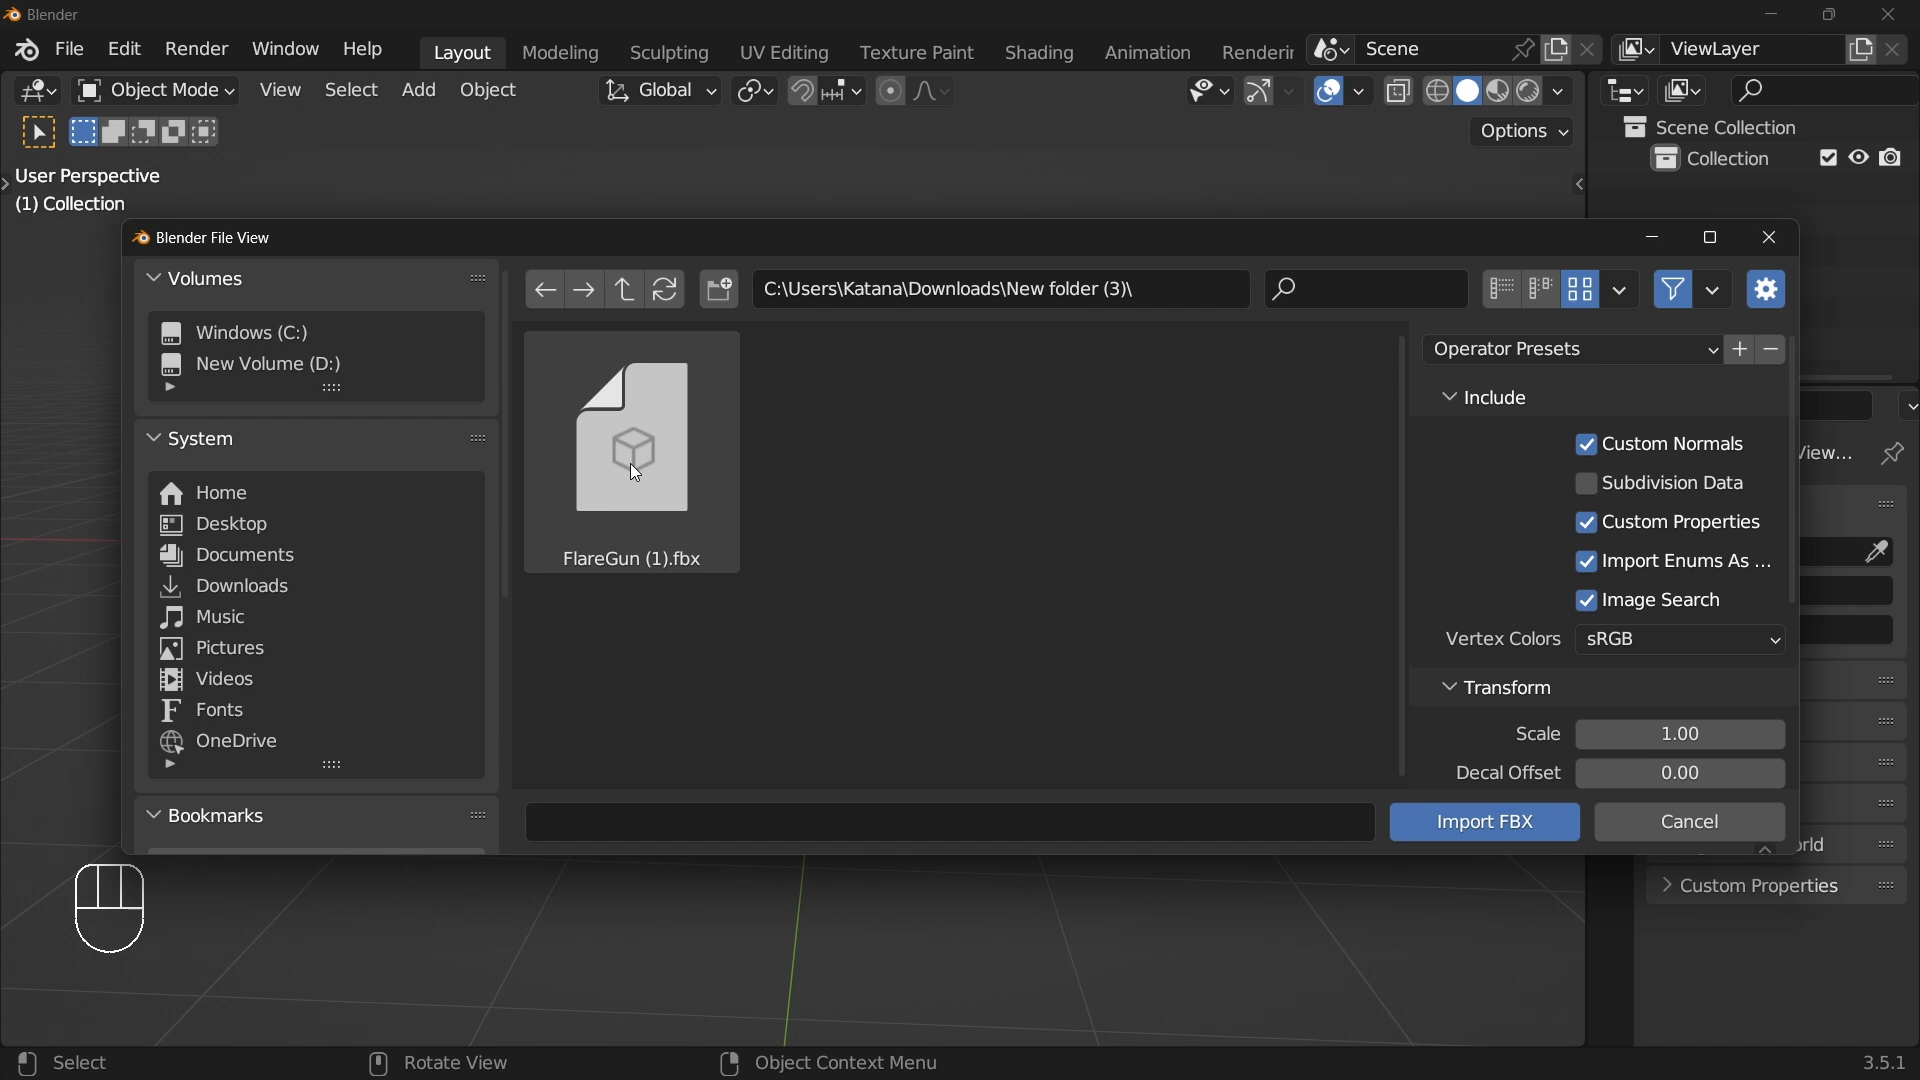 Blender
File Edit Render Window Help Layout Modeling Sculpting UV Editing Texture Paint Shading Animation Scene ViewLayer
Object Mode View Select Add Object Global
Options
Scene Collection
Collection
User Perspective
(1) Collection
Blender File View
Volumes
Windows (C:)
New Volume (D:)
System
Home
Desktop
Documents
Downloads
Music
Pictures
Videos
Fonts
OneDrive
Bookmarks
C:\Users\Katana\Downloads\New folder (3)\
FlareGun (1).fbx
Operator Presets
Include
Custom Normals
Subdivision Data
Custom Properties
Import Enums As ...
Image Search
Vertex Colors sRGB
Transform
Scale 1.00
Decal Offset 0.00
Import FBX Cancel
Custom Properties
Select Rotate View Object Context Menu 3.5.1